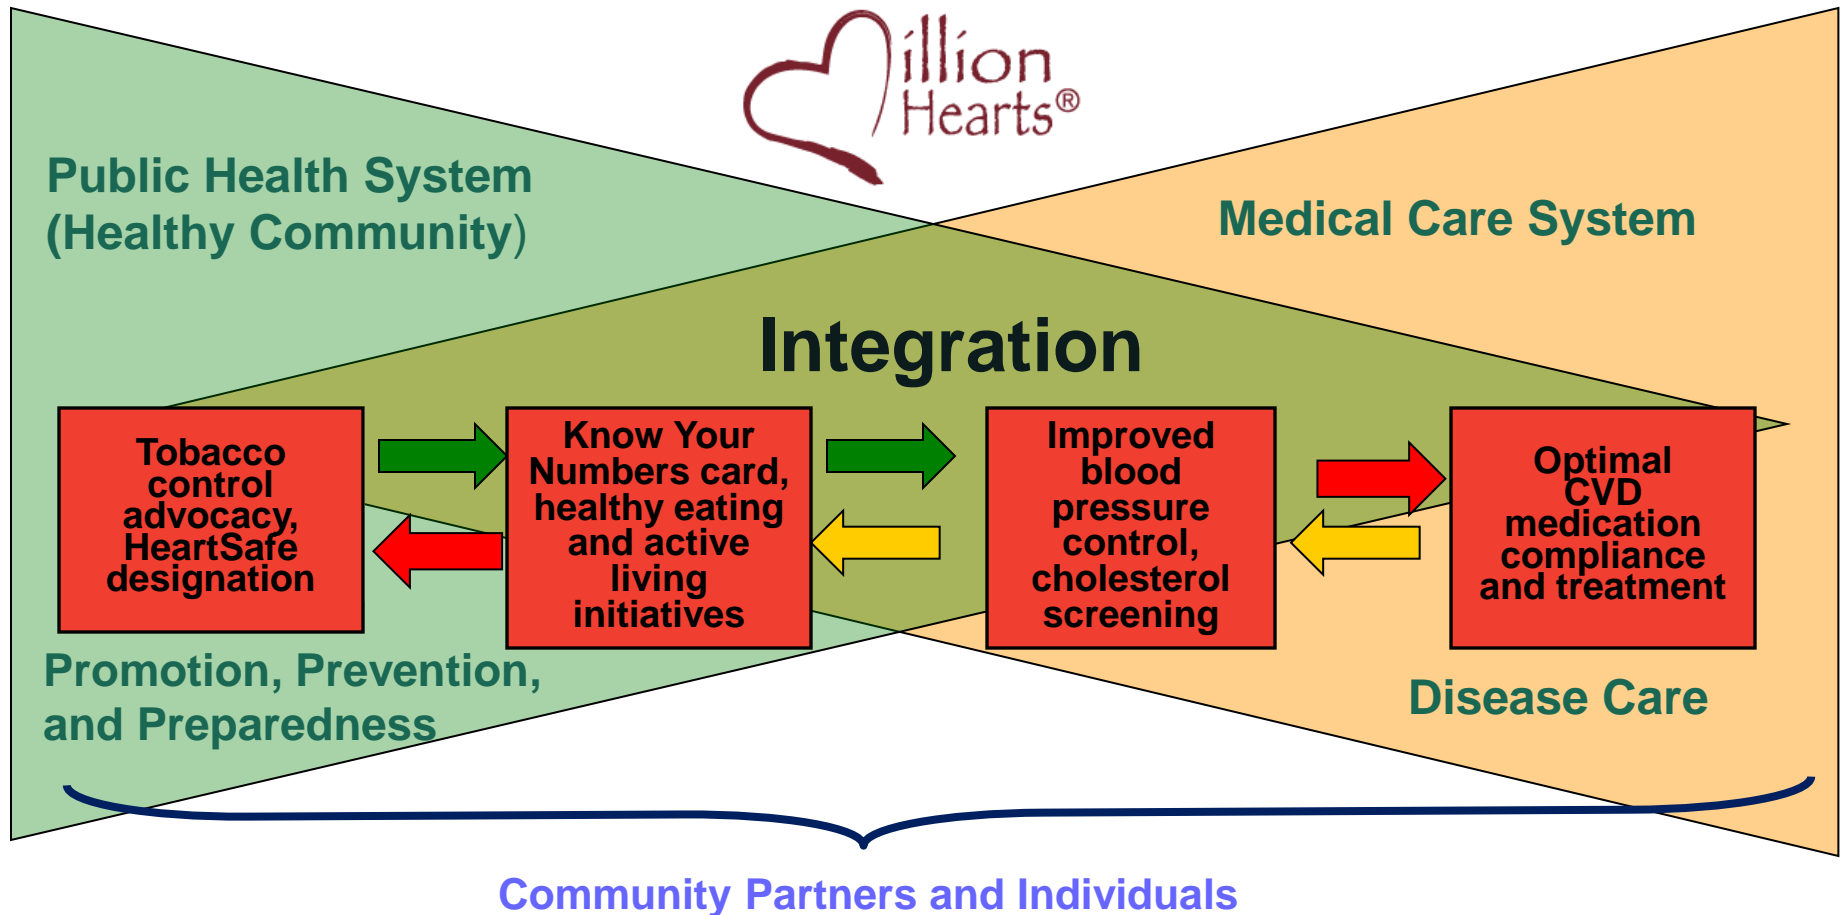 illion
Hearts®
Public Health System
(Healthy Community)
Medical Care System
Integration
Tobacco
control
advocacy,
HeartSafe
designation
Know Your
Numbers card,
healthy eating
and active
living
initiatives
Improved
blood
pressure
control,
cholesterol
screening
Optimal
CVD
medication
compliance
and treatment
Promotion, Prevention,
and Preparedness
Disease Care
Community Partners and Individuals